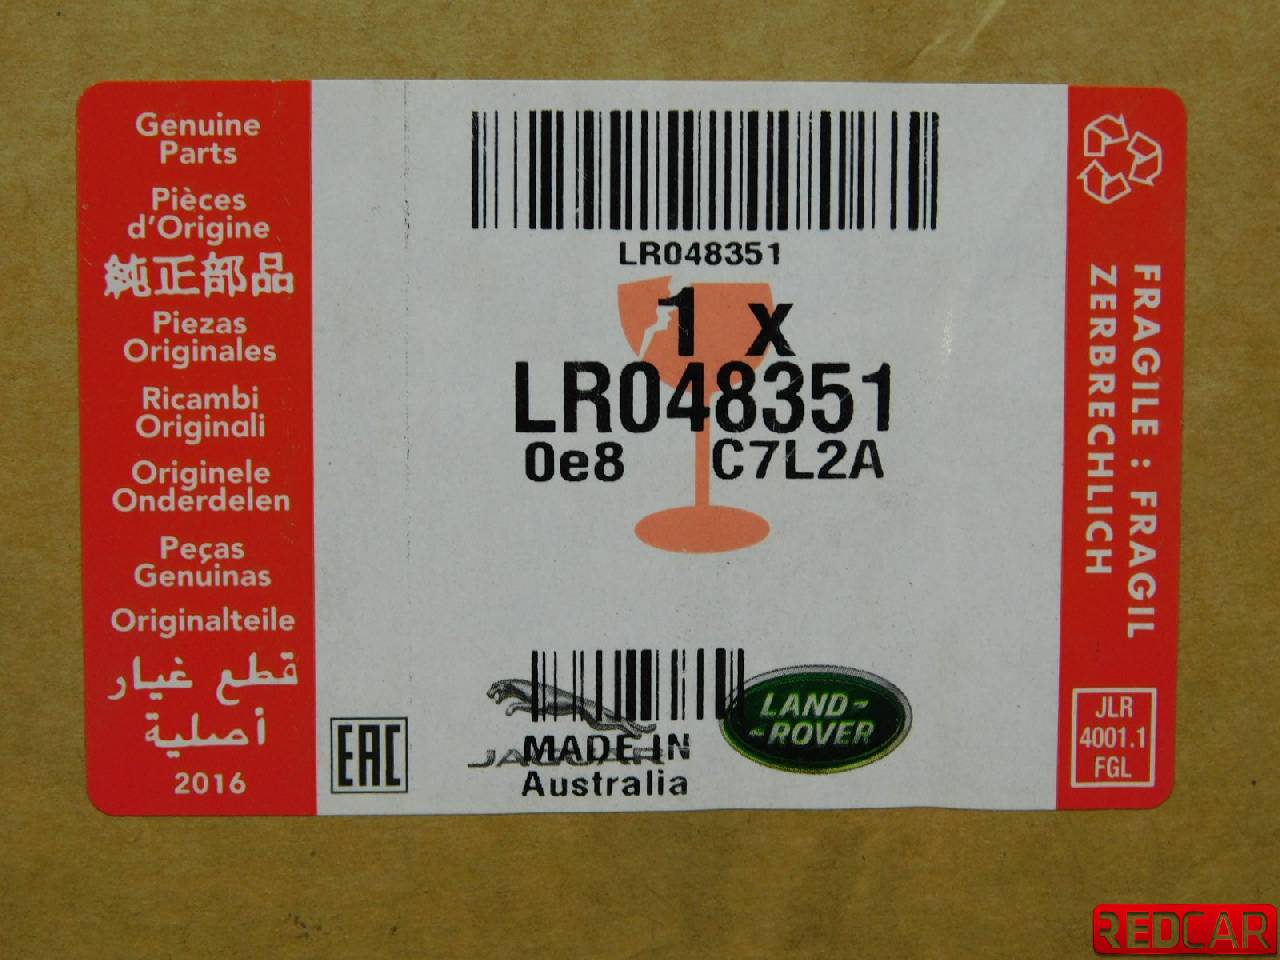 Genuine
Parts
Pièces
d'Origine
純正部品
Piezas
Originales
Ricambi
Originali
Originele
Onderdelen
Peças
Genuinas
Originalteile
قطع غيار
أصلية
2016
EAC
LR048351
1 x
LR048351
0e8 C7L2A
JAGUAR
MADE IN
Australia
LAND-
-ROVER
FRAGILE : FRAGIL
ZERBRECHLICH
JLR
4001.1
FGL
REDCAR